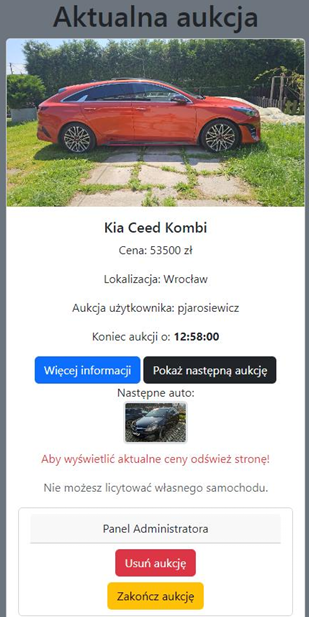 Aktualna aukcja
Kia Ceed Kombi
Cena: 53500 zł
Lokalizacja: Wrocław
Aukcja użytkownika: pjarosiewicz
Koniec aukcji o: 12:58:00
Więcej informacji
Pokaż następną aukcję
Następne auto:
Aby wyświetlić aktualne ceny odśwież stronę!
Nie możesz licytować własnego samochodu.
Panel Administratora
Usuń aukcję
Zakończ aukcję